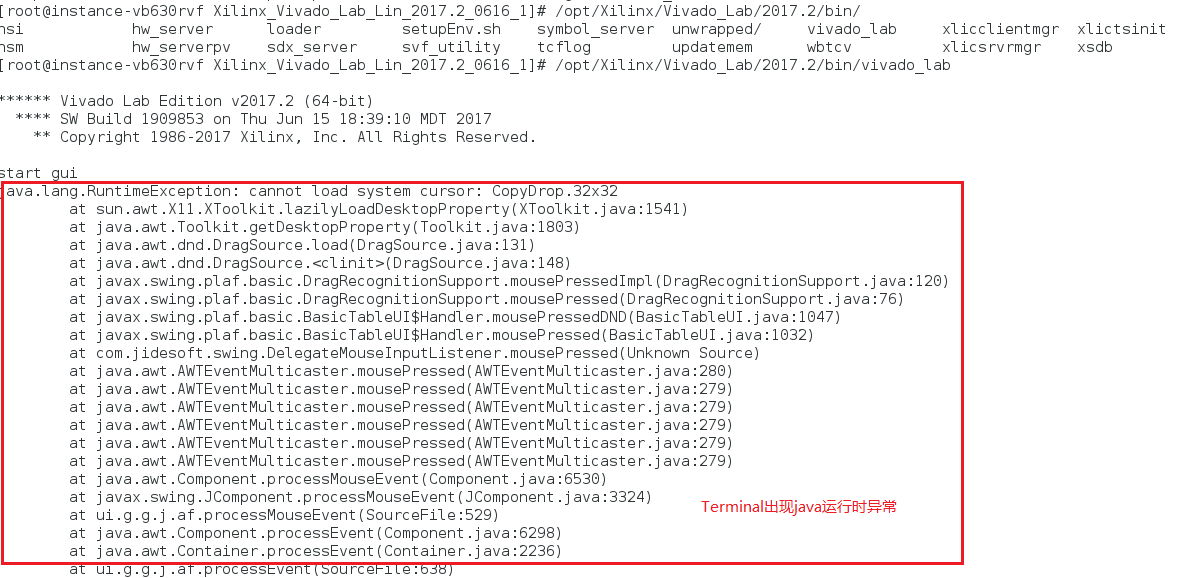 [root@instance-vb630rvf Xilinx_Vivado_Lab_Lin_2017.2_0616_1]# /opt/Xilinx/Vivado_Lab/2017.2/bin/
nsi hw_server loader setupEnv.sh symbol_server unwrapped/ vivado_lab xlicclientmgr xlictsinit
nsm hw_serverpv sdx_server svf_utility tcflog updatemem wbtcv xlicsrvrmgr xsdb
[root@instance-vb630rvf Xilinx_Vivado_Lab_Lin_2017.2_0616_1]# /opt/Xilinx/Vivado_Lab/2017.2/bin/vivado_lab
****** Vivado Lab Edition v2017.2 (64-bit)
**** SW Build 1909853 on Thu Jun 15 18:39:10 MDT 2017
** Copyright 1986-2017 Xilinx, Inc. All Rights Reserved.
start gui
java.lang.RuntimeException: cannot load system cursor: CopyDrop.32x32
at sun.awt.X11.XToolkit.lazilyLoadDesktopProperty(XToolkit.java:1541)
at java.awt.Toolkit.getDesktopProperty(Toolkit.java:1803)
at java.awt.dnd.DragSource.load(DragSource.java:131)
at java.awt.dnd.DragSource.<clinit>(DragSource.java:148)
at javax.swing.plaf.basic.DragRecognitionSupport.mousePressedImpl(DragRecognitionSupport.java:120)
at javax.swing.plaf.basic.DragRecognitionSupport.mousePressed(DragRecognitionSupport.java:76)
at javax.swing.plaf.basic.BasicTableUI$Handler.mousePressedDND(BasicTableUI.java:1047)
at javax.swing.plaf.basic.BasicTableUI$Handler.mousePressed(BasicTableUI.java:1032)
at com.jidesoft.swing.DelegateMouseInputListener.mousePressed(Unknown Source)
at java.awt.AWTEventMulticaster.mousePressed(AWTEventMulticaster.java:280)
at java.awt.AWTEventMulticaster.mousePressed(AWTEventMulticaster.java:279)
at java.awt.AWTEventMulticaster.mousePressed(AWTEventMulticaster.java:279)
at java.awt.AWTEventMulticaster.mousePressed(AWTEventMulticaster.java:279)
at java.awt.AWTEventMulticaster.mousePressed(AWTEventMulticaster.java:279)
at java.awt.AWTEventMulticaster.mousePressed(AWTEventMulticaster.java:279)
at java.awt.Component.processMouseEvent(Component.java:6530)
at javax.swing.JComponent.processMouseEvent(JComponent.java:3324)
at ui.g.g.j.af.processMouseEvent(SourceFile:529)
Terminal出现java运行时异常
at java.awt.Component.processEvent(Component.java:6298)
at java.awt.Container.processEvent(Container.java:2236)
at ui.g.g.j.af.processEvent(SourceFile:638)